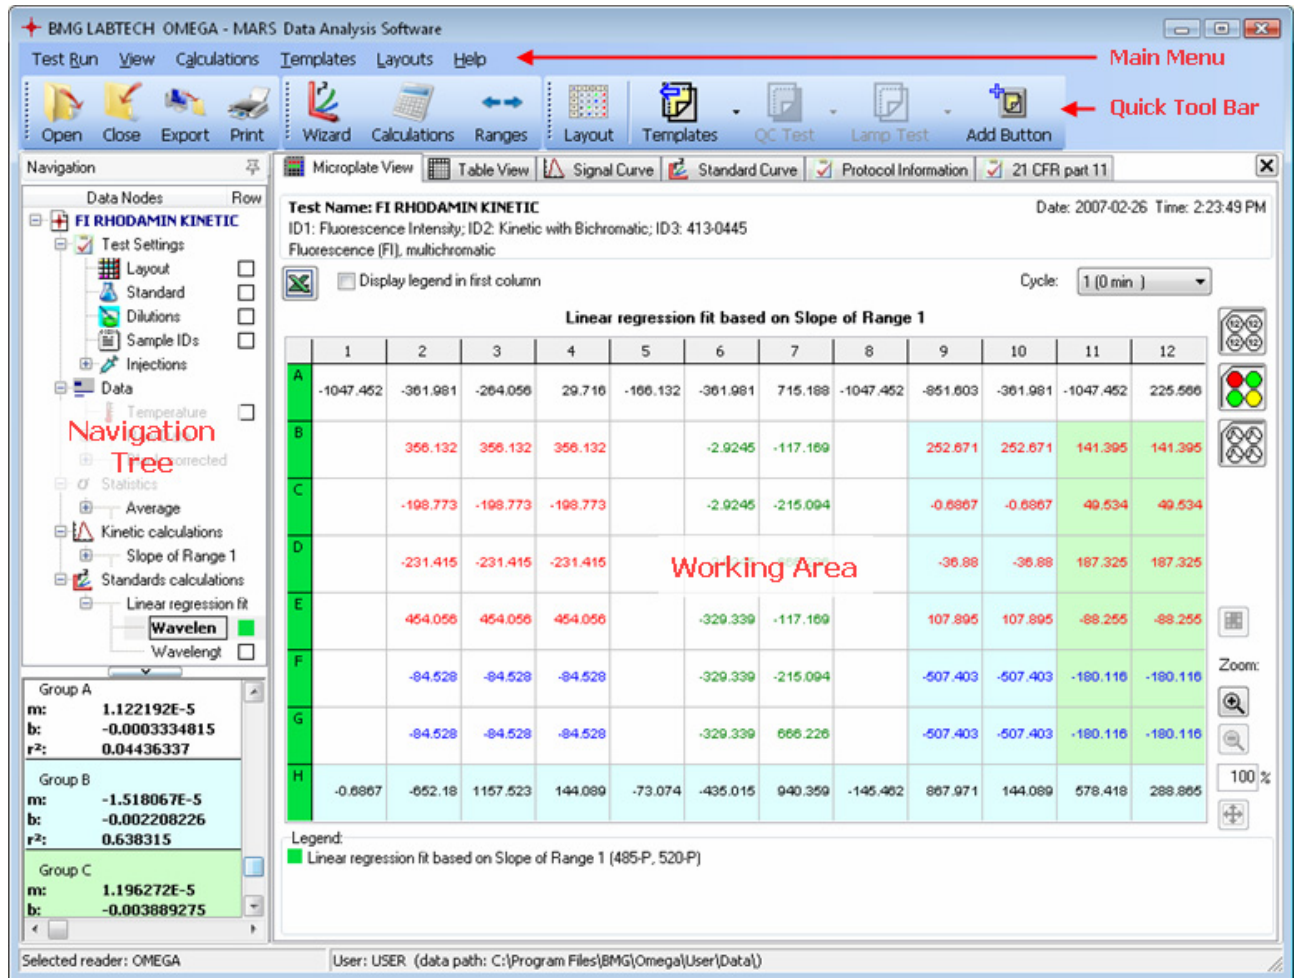 BMG LABTECH OMEGA - MARS Data Analysis Software
Test Run View Calculations Templates Layouts Help
Main Menu
Open Close Export Print Wizard Calculations Ranges Layout Templates QC Test Lamp Test Add Button
Quick Tool Bar
Navigation
Data Nodes Row
FI RHODAMIN KINETIC
Test Settings
Layout
Standard
Dilutions
Sample IDs
Injections
Data
Temperature
Navigation
Tree
corrected
Statistics
Average
Kinetic calculations
Slope of Range 1
Standards calculations
Linear regression fit
Wavelen
Wavelengt
Group A
m: 1.122192E-5
b: -0.0003334815
r²: 0.04436337
Group B
m: -1.518067E-5
b: -0.002208226
r²: 0.638315
Group C
m: 1.196272E-5
b: -0.003889275
Microplate View Table View Signal Curve Standard Curve Protocol Information 21 CFR part 11
Test Name: FI RHODAMIN KINETIC
Date: 2007-02-26 Time: 2:23:49 PM
ID1: Fluorescence Intensity; ID2: Kinetic with Bichromatic; ID3: 413-0445
Fluorescence (FI), multichromatic
Display legend in first column
Cycle: 1 (0 min )
Linear regression fit based on Slope of Range 1
1 2 3 4 5 6 7 8 9 10 11 12
A -1047.452 -361.981 -264.056 29.716 -166.132 -361.981 715.188 -1047.452 -851.603 -361.981 -1047.452 225.566
B 356.132 356.132 356.132 -2.9245 -117.169 252.671 252.671 141.395 141.395
C -198.773 -198.773 -198.773 -2.9245 -215.094 -0.6867 -0.6867 49.534 49.534
D -231.415 -231.415 -231.415 -36.88 -36.88 187.325 187.325
Working Area
E 454.056 454.056 454.056 -329.339 -117.169 107.895 107.895 -88.255 -88.255
F -84.528 -84.528 -84.528 -329.339 -215.094 -507.403 -507.403 -180.116 -180.116
G -84.528 -84.528 -84.528 -329.339 666.226 -507.403 -507.403 -180.116 -180.116
H -0.6867 -652.18 1157.523 144.089 -73.074 -435.015 940.359 -145.462 867.971 144.089 578.418 288.865
Zoom:
100 %
Legend:
Linear regression fit based on Slope of Range 1 (485-P, 520-P)
Selected reader: OMEGA
User: USER (data path: C:\Program Files\BMG\Omega\User\Data\)